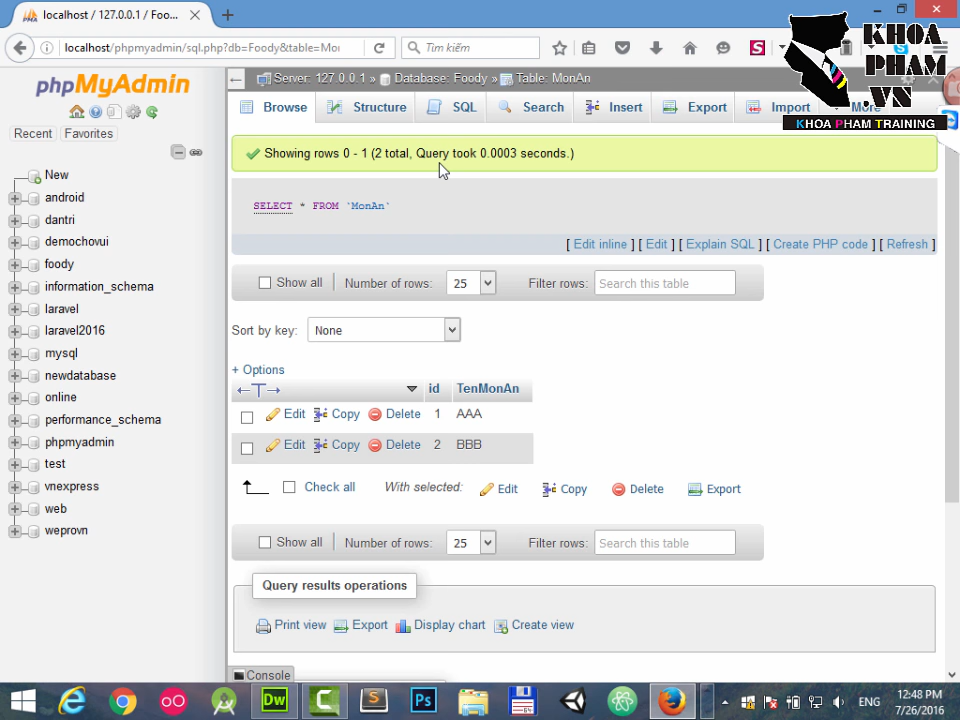 localhost / 127.0.0.1 / Foo...
localhost/phpmyadmin/sql.php?db=Foody&table=Mo
Tìm kiếm
KHOA
PHAM
.VN
KHOA PHAM TRAINING
phpMyAdmin
Recent
Favorites
New
android
dantri
demochovui
foody
information_schema
laravel
laravel2016
mysql
newdatabase
online
performance_schema
phpmyadmin
test
vnexpress
web
weprovn
Server: 127.0.0.1 » Database: Foody » Table: MonAn
Browse Structure SQL Search Insert Export Import More
Showing rows 0 - 1 (2 total, Query took 0.0003 seconds.)
SELECT * FROM `MonAn`
[ Edit inline ] [ Edit ] [ Explain SQL ] [ Create PHP code ] [ Refresh ]
Show all Number of rows: 25 Filter rows: Search this table
Sort by key: None
+ Options
←T→ id TenMonAn
Edit Copy Delete 1 AAA
Edit Copy Delete 2 BBB
Check all With selected: Edit Copy Delete Export
Show all Number of rows: 25 Filter rows: Search this table
Query results operations
Print view Export Display chart Create view
Console
ENG
12:48 PM
7/26/2016